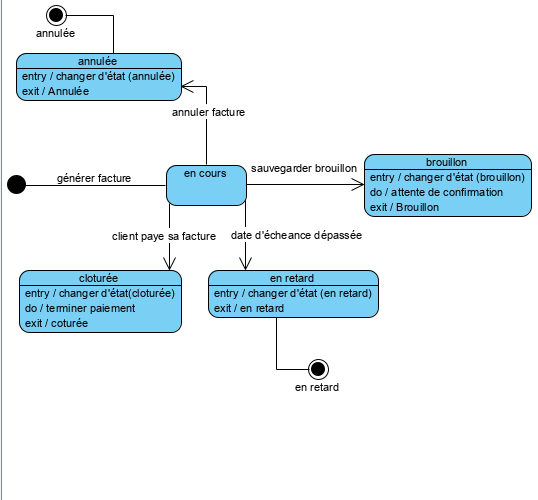 annulée
annulée
entry / changer d'état (annulée)
exit / Annulée
annuler facture
générer facture
en cours
sauvegarder brouillon
brouillon
entry / changer d'état (brouillon)
do / attente de confirmation
exit / Brouillon
client paye sa facture
date d'écheance dépassée
cloturée
entry / changer d'état(cloturée)
do / terminer paiement
exit / coturée
en retard
entry / changer d'état (en retard)
exit / en retard
en retard